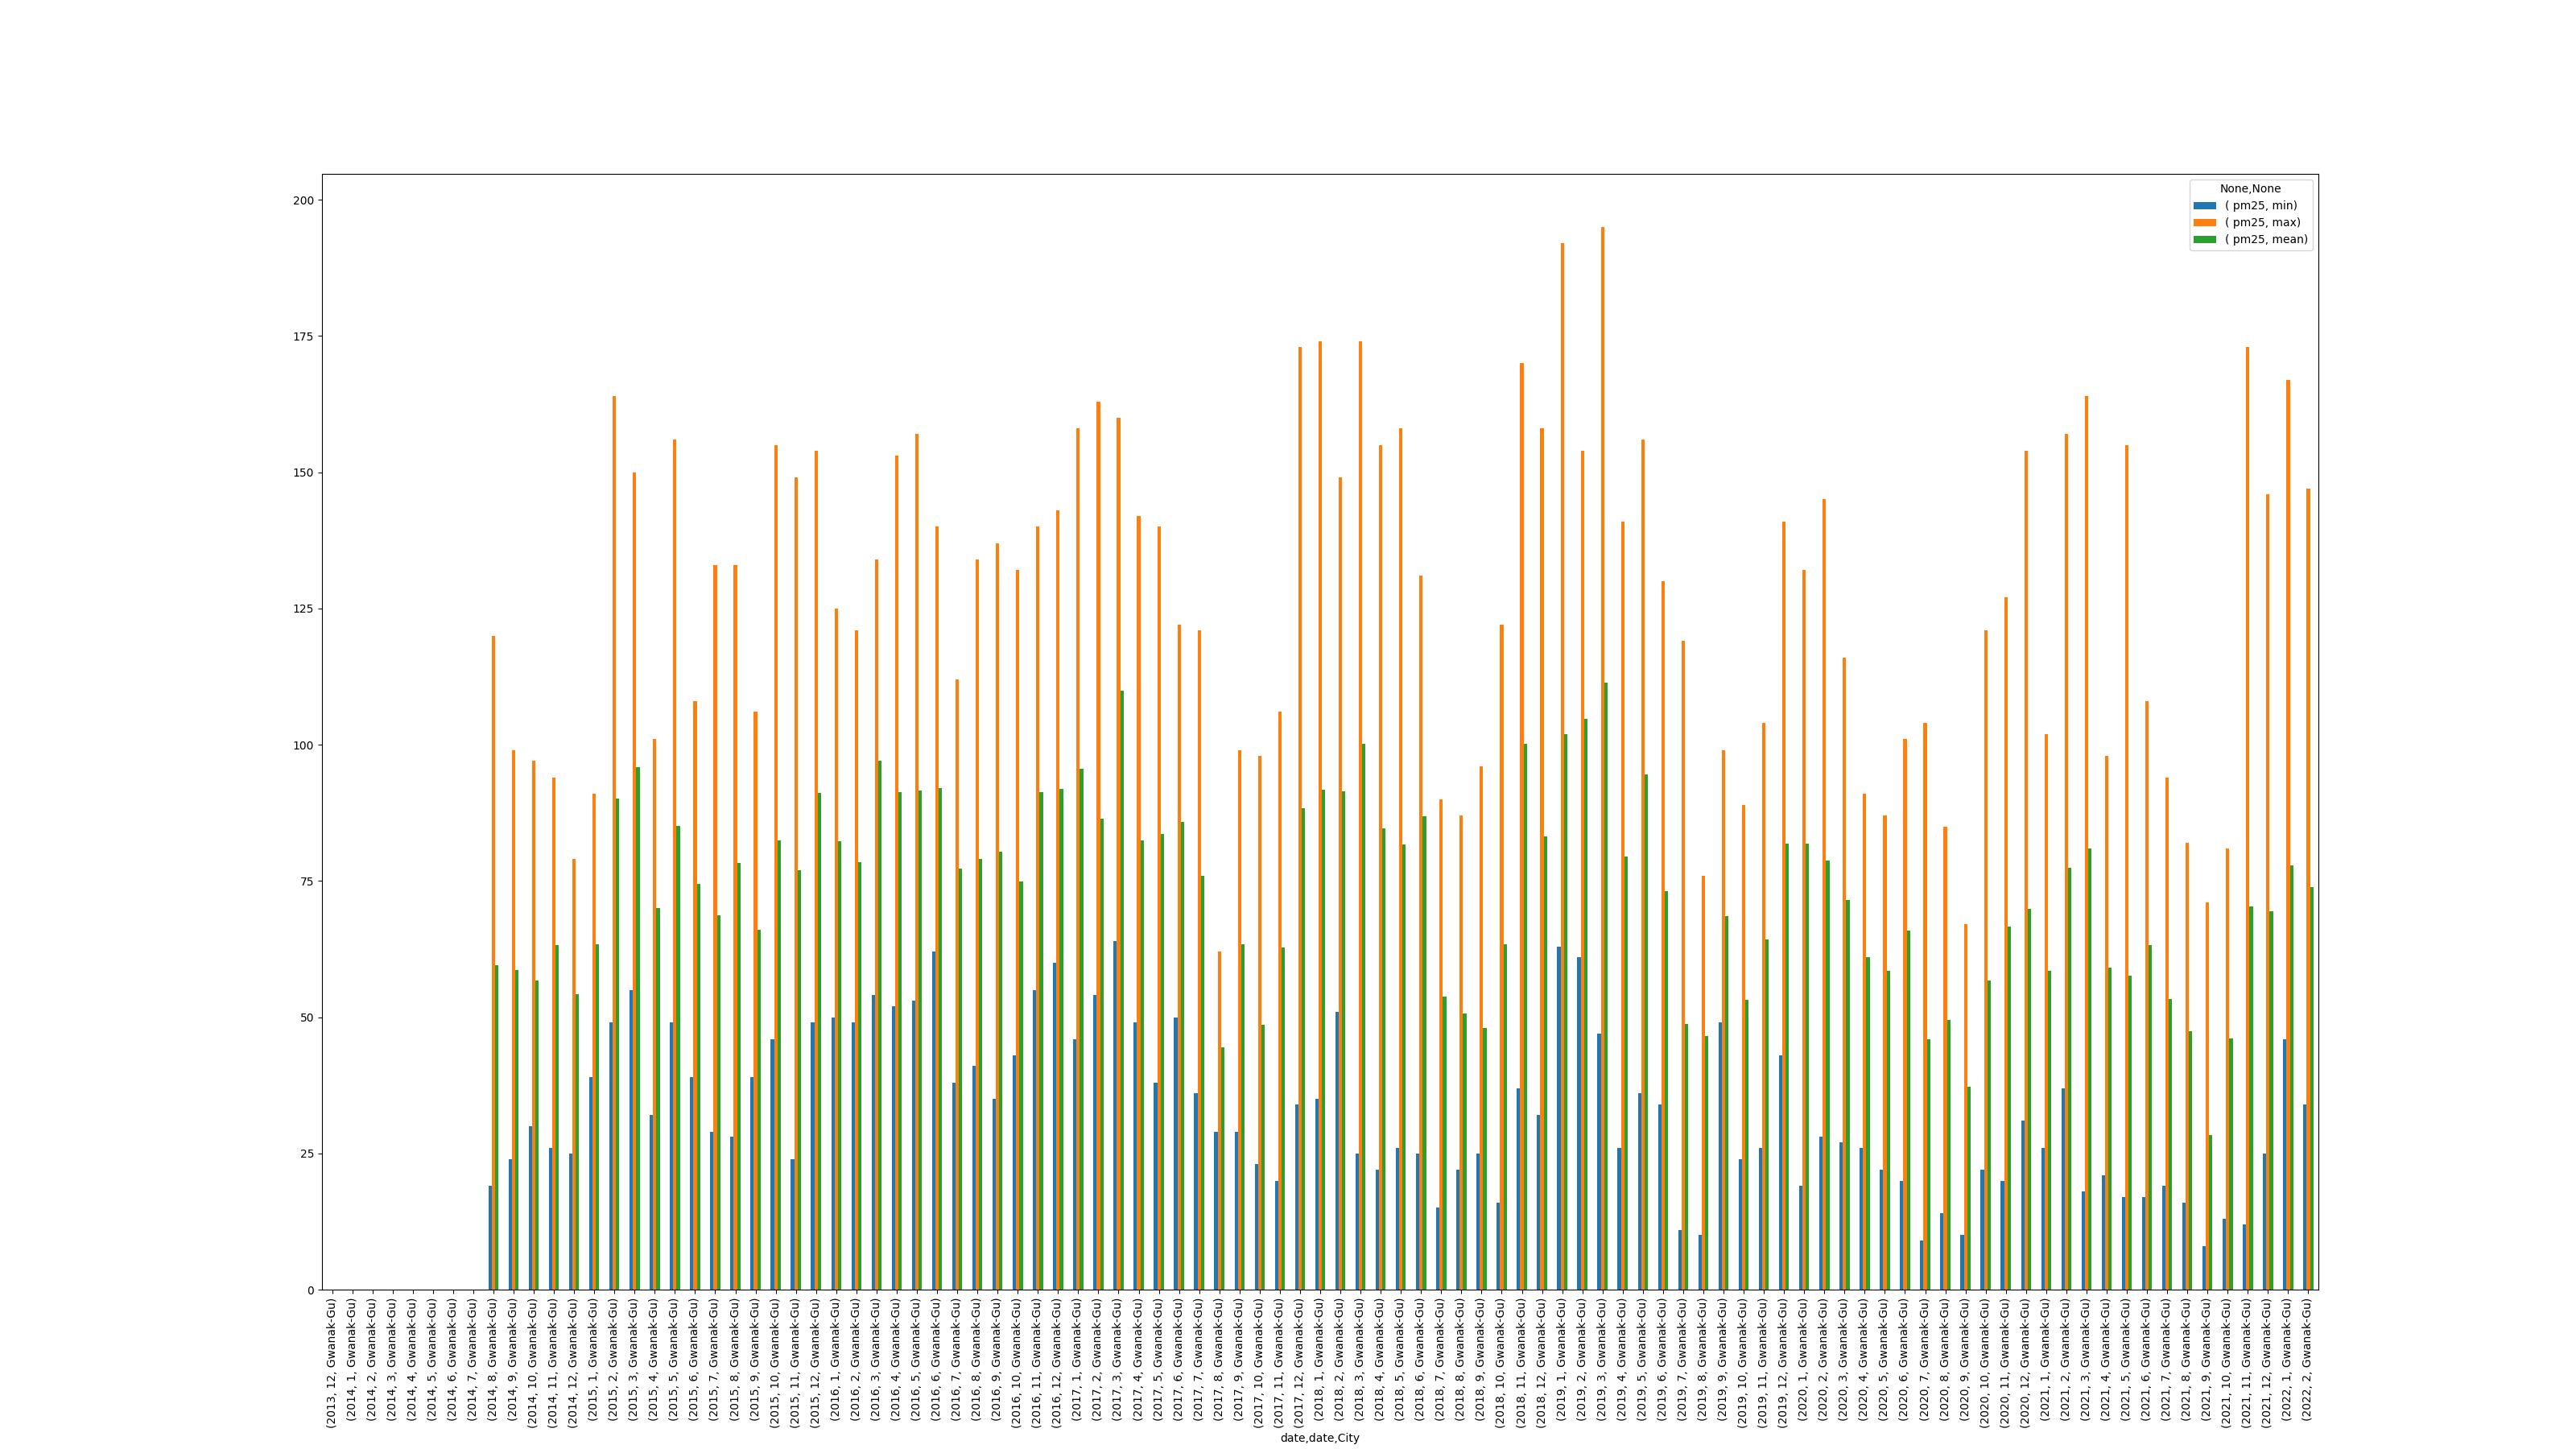 None,None
( pm25, min)
( pm25, max)
( pm25, mean)
200
175
150
125
100
75
50
25
0
(2013, 12, Gwanak-Gu)
(2014, 1, Gwanak-Gu)
(2014, 2, Gwanak-Gu)
(2014, 3, Gwanak-Gu)
(2014, 4, Gwanak-Gu)
(2014, 5, Gwanak-Gu)
(2014, 6, Gwanak-Gu)
(2014, 7, Gwanak-Gu)
(2014, 8, Gwanak-Gu)
(2014, 9, Gwanak-Gu)
(2014, 10, Gwanak-Gu)
(2014, 11, Gwanak-Gu)
(2014, 12, Gwanak-Gu)
(2015, 1, Gwanak-Gu)
(2015, 2, Gwanak-Gu)
(2015, 3, Gwanak-Gu)
(2015, 4, Gwanak-Gu)
(2015, 5, Gwanak-Gu)
(2015, 6, Gwanak-Gu)
(2015, 7, Gwanak-Gu)
(2015, 8, Gwanak-Gu)
(2015, 9, Gwanak-Gu)
(2015, 10, Gwanak-Gu)
(2015, 11, Gwanak-Gu)
(2015, 12, Gwanak-Gu)
(2016, 1, Gwanak-Gu)
(2016, 2, Gwanak-Gu)
(2016, 3, Gwanak-Gu)
(2016, 4, Gwanak-Gu)
(2016, 5, Gwanak-Gu)
(2016, 6, Gwanak-Gu)
(2016, 7, Gwanak-Gu)
(2016, 8, Gwanak-Gu)
(2016, 9, Gwanak-Gu)
(2016, 10, Gwanak-Gu)
(2016, 11, Gwanak-Gu)
(2016, 12, Gwanak-Gu)
(2017, 1, Gwanak-Gu)
(2017, 2, Gwanak-Gu)
(2017, 3, Gwanak-Gu)
(2017, 4, Gwanak-Gu)
(2017, 5, Gwanak-Gu)
(2017, 6, Gwanak-Gu)
(2017, 7, Gwanak-Gu)
(2017, 8, Gwanak-Gu)
(2017, 9, Gwanak-Gu)
(2017, 10, Gwanak-Gu)
(2017, 11, Gwanak-Gu)
(2017, 12, Gwanak-Gu)
(2018, 1, Gwanak-Gu)
(2018, 2, Gwanak-Gu)
(2018, 3, Gwanak-Gu)
(2018, 4, Gwanak-Gu)
(2018, 5, Gwanak-Gu)
(2018, 6, Gwanak-Gu)
(2018, 7, Gwanak-Gu)
(2018, 8, Gwanak-Gu)
(2018, 9, Gwanak-Gu)
(2018, 10, Gwanak-Gu)
(2018, 11, Gwanak-Gu)
(2018, 12, Gwanak-Gu)
(2019, 1, Gwanak-Gu)
(2019, 2, Gwanak-Gu)
(2019, 3, Gwanak-Gu)
(2019, 4, Gwanak-Gu)
(2019, 5, Gwanak-Gu)
(2019, 6, Gwanak-Gu)
(2019, 7, Gwanak-Gu)
(2019, 8, Gwanak-Gu)
(2019, 9, Gwanak-Gu)
(2019, 10, Gwanak-Gu)
(2019, 11, Gwanak-Gu)
(2019, 12, Gwanak-Gu)
(2020, 1, Gwanak-Gu)
(2020, 2, Gwanak-Gu)
(2020, 3, Gwanak-Gu)
(2020, 4, Gwanak-Gu)
(2020, 5, Gwanak-Gu)
(2020, 6, Gwanak-Gu)
(2020, 7, Gwanak-Gu)
(2020, 8, Gwanak-Gu)
(2020, 9, Gwanak-Gu)
(2020, 10, Gwanak-Gu)
(2020, 11, Gwanak-Gu)
(2020, 12, Gwanak-Gu)
(2021, 1, Gwanak-Gu)
(2021, 2, Gwanak-Gu)
(2021, 3, Gwanak-Gu)
(2021, 4, Gwanak-Gu)
(2021, 5, Gwanak-Gu)
(2021, 6, Gwanak-Gu)
(2021, 7, Gwanak-Gu)
(2021, 8, Gwanak-Gu)
(2021, 9, Gwanak-Gu)
(2021, 10, Gwanak-Gu)
(2021, 11, Gwanak-Gu)
(2021, 12, Gwanak-Gu)
(2022, 1, Gwanak-Gu)
(2022, 2, Gwanak-Gu)
date,date,City